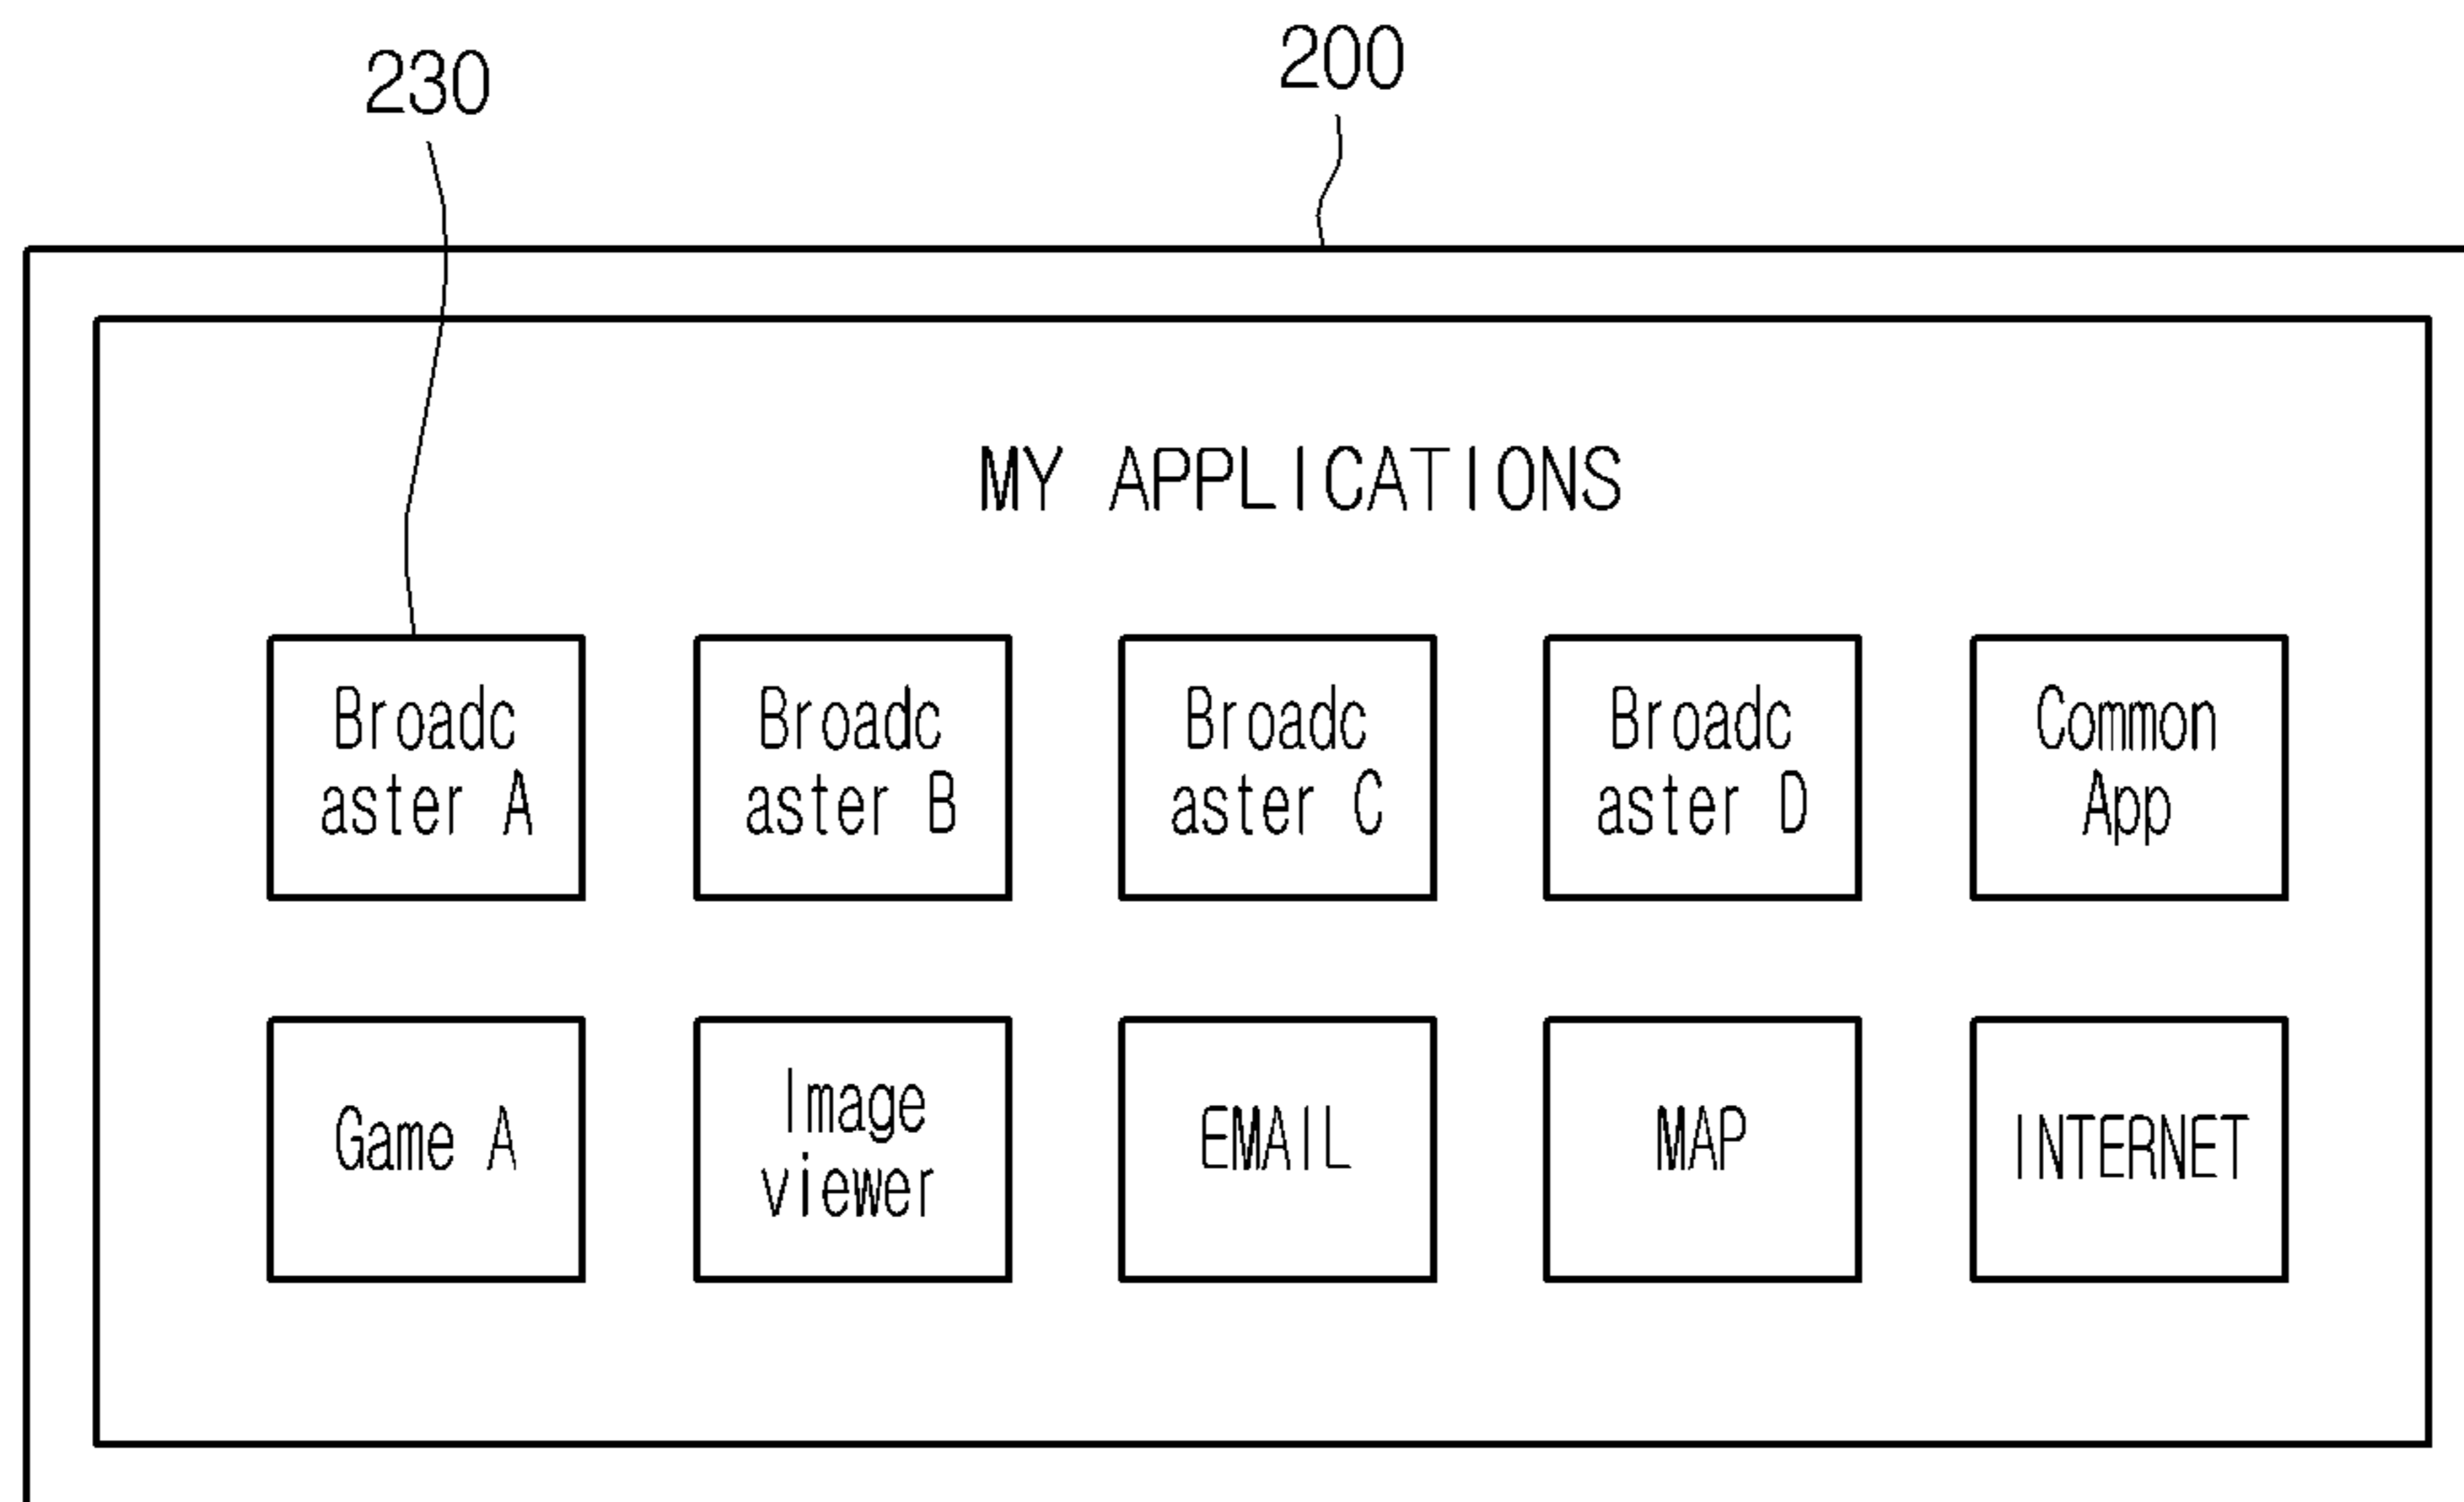 230
200
MY APPLICATIONS
Broadc
aster A
Broadc
aster B
Broadc
aster C
Broadc
aster D
Common
App
Game A
Image
viewer
EMAIL
MAP
INTERNET